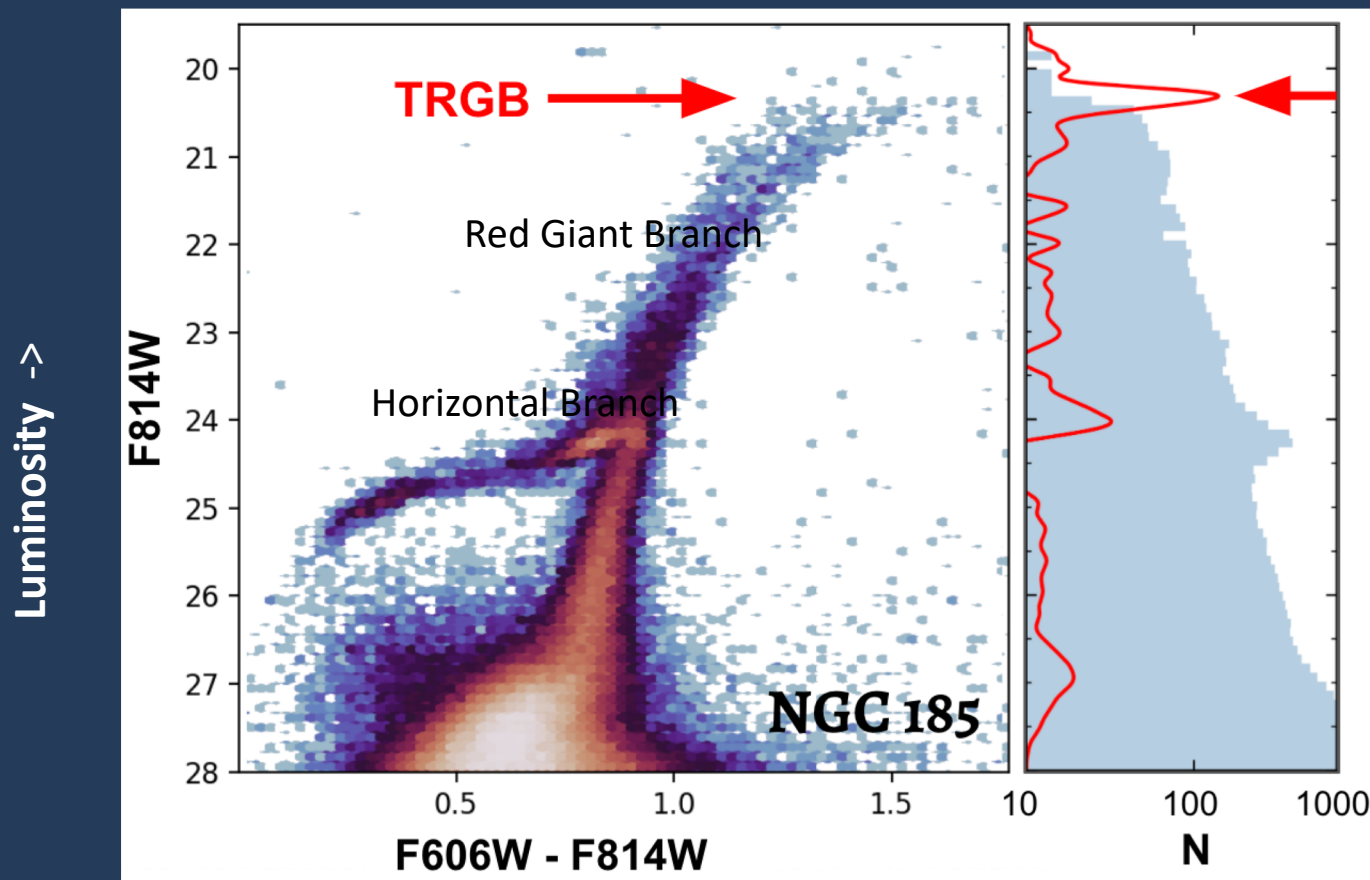 Luminosity ->
F814W
20
21
22
23
24
25
26
27
28
TRGB
Red Giant Branch
Horizontal Branch
NGC 185
0.5 1.0 1.5
F606W - F814W
10 100 1000
N